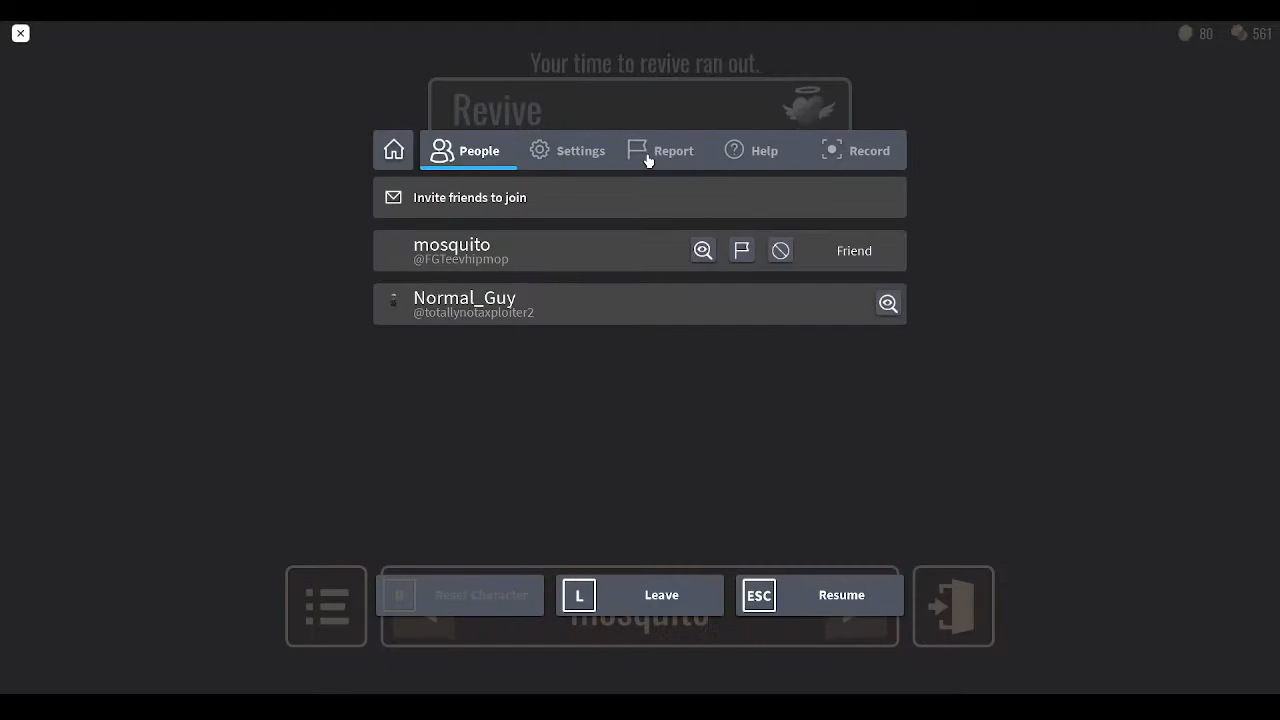 80 561
Your time to revive ran out.
Revive
People Settings Report Help Record
Invite friends to join
mosquito
@FGTeevhipmop
Friend
Normal_Guy
@totallynotaxploiter2
R Reset Character L Leave ESC Resume
mosquito